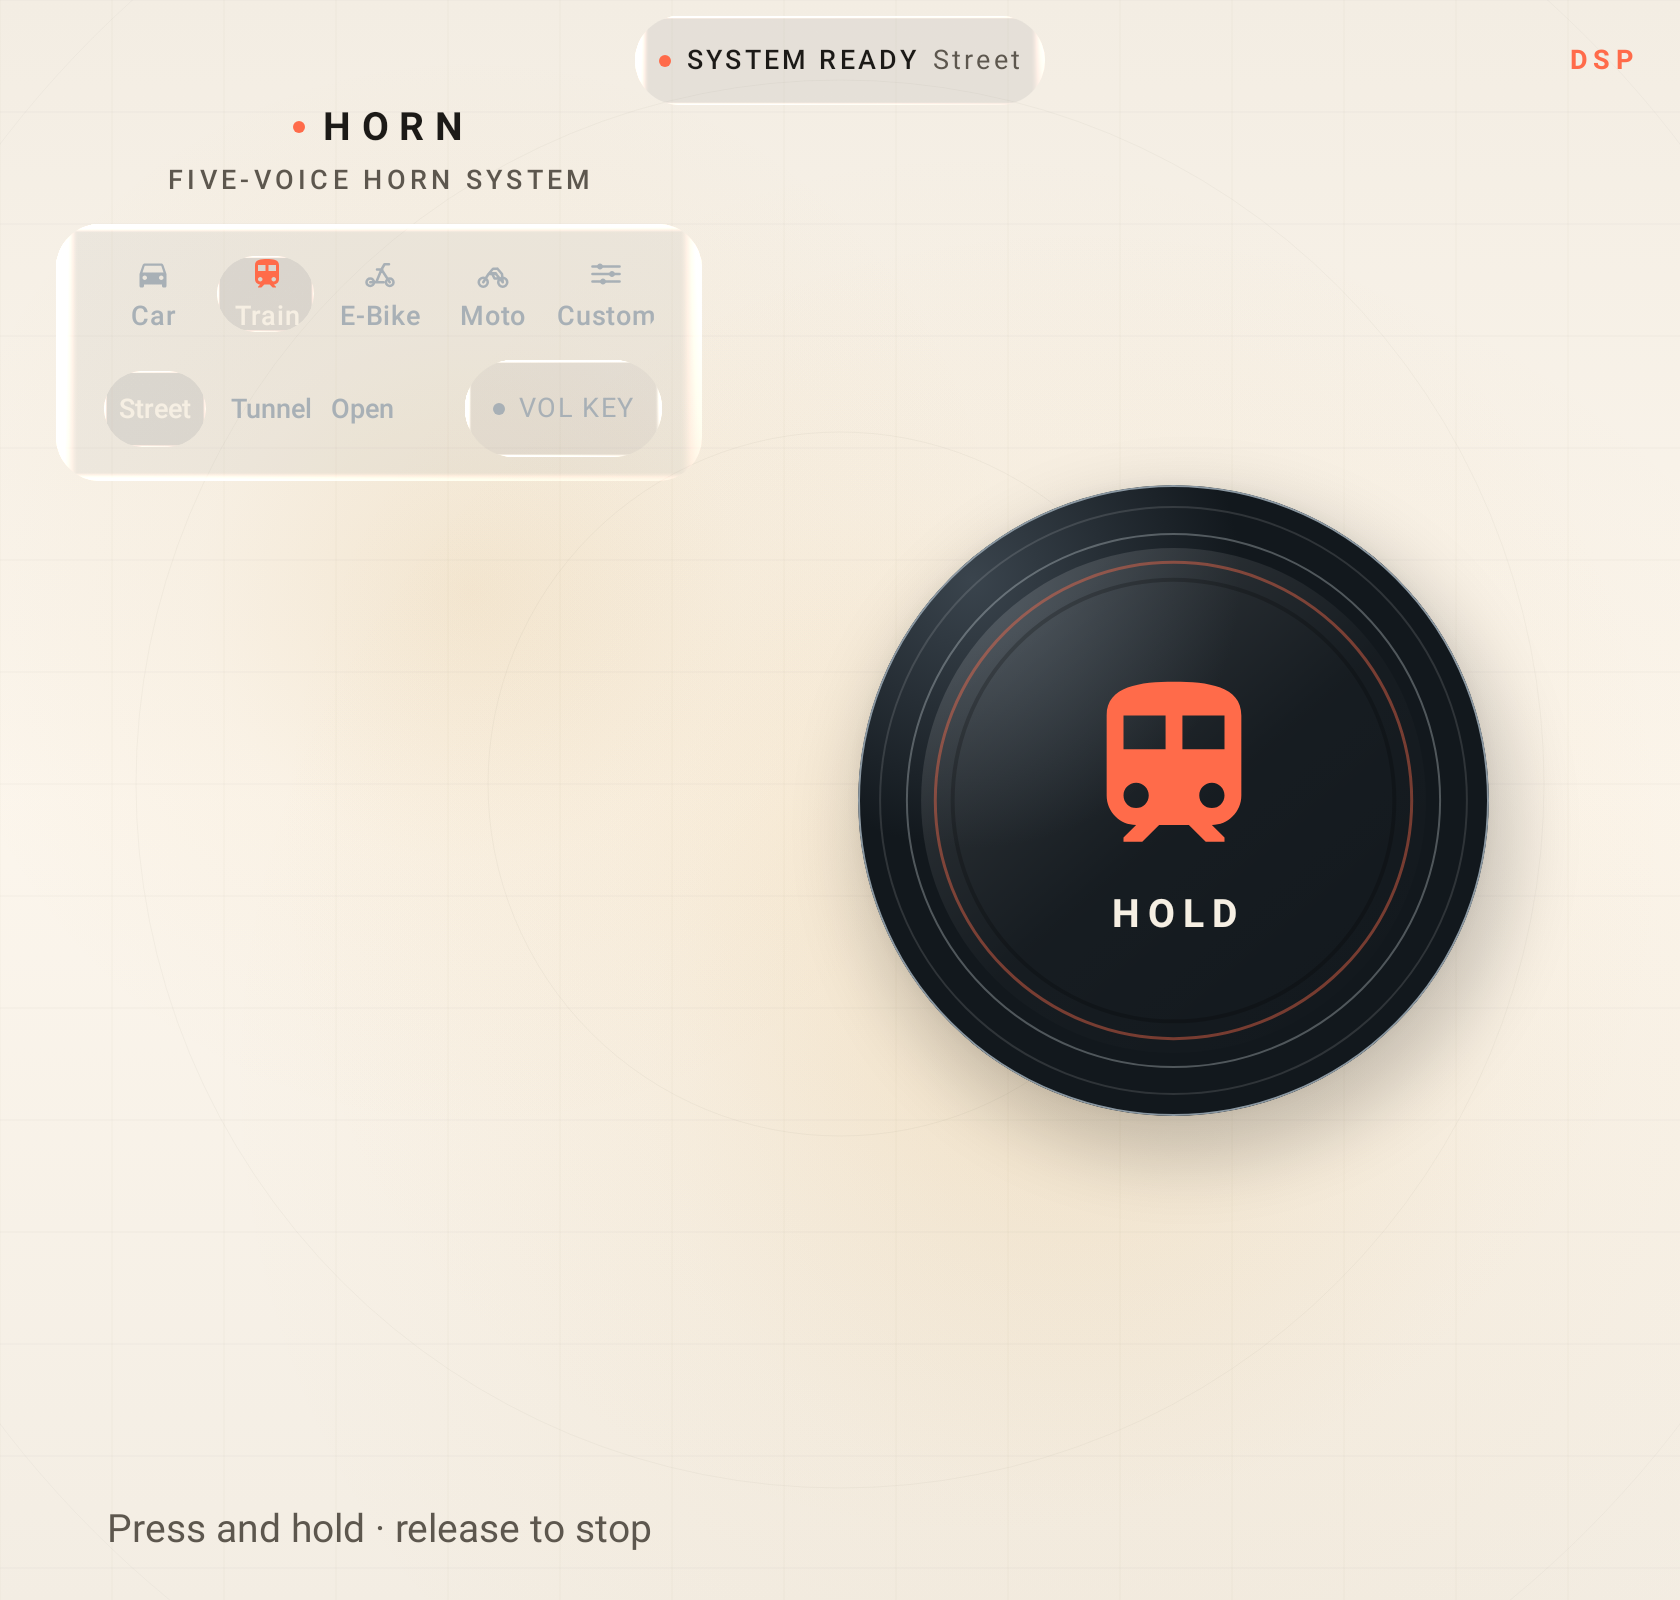 SYSTEM READY Street
DSP
HORN
FIVE-VOICE HORN SYSTEM
Car Train E-Bike Moto Custom
Street Tunnel Open VOL KEY
HOLD
Press and hold · release to stop